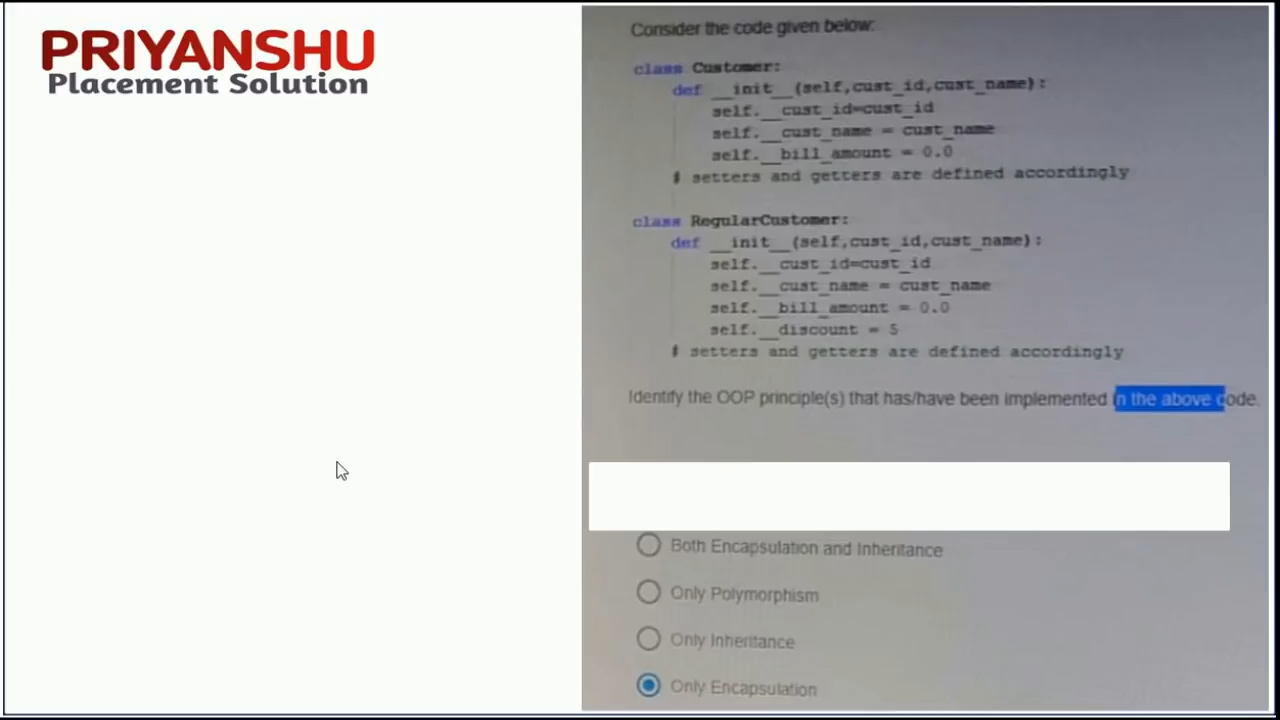 PRIYANSHU
Placement Solution
Consider the code given below:
class Customer:
def __init__(self,cust_id,cust_name):
self.__cust_id=cust_id
self.__cust_name = cust_name
self.__bill_amount = 0.0
# setters and getters are defined accordingly
class RegularCustomer:
def __init__(self,cust_id,cust_name):
self.__cust_id=cust_id
self.__cust_name = cust_name
self.__bill_amount = 0.0
self.__discount = 5
# setters and getters are defined accordingly
Identify the OOP principle(s) that has/have been implemented in the above code.
Both Encapsulation and Inheritance
Only Polymorphism
Only Inheritance
Only Encapsulation